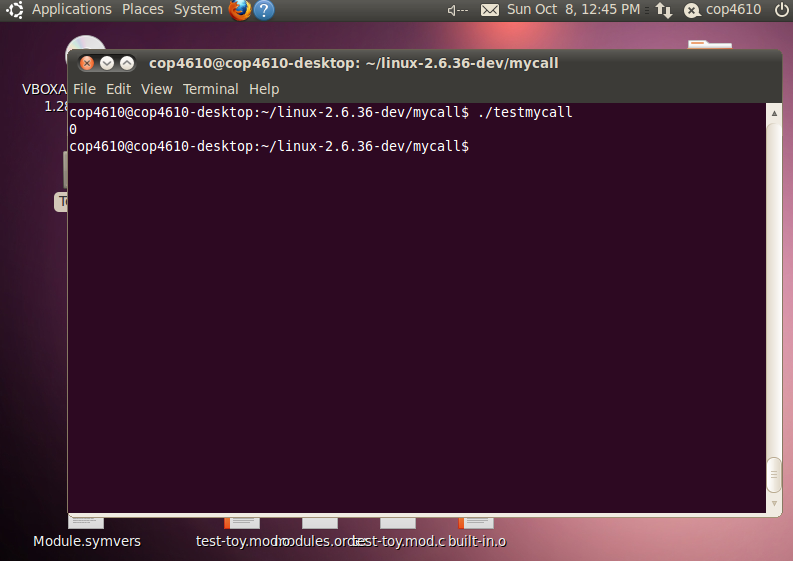 Applications Places System
Sun Oct 8, 12:45 PM
cop4610
cop4610@cop4610-desktop: ~/linux-2.6.36-dev/mycall
File Edit View Terminal Help
VBOXA
1.28
cop4610@cop4610-desktop:~/linux-2.6.36-dev/mycall$ ./testmycall
0
cop4610@cop4610-desktop:~/linux-2.6.36-dev/mycall$
Module.symvers
test-toy.mod.o
modules.order
test-toy.mod.c
built-in.o